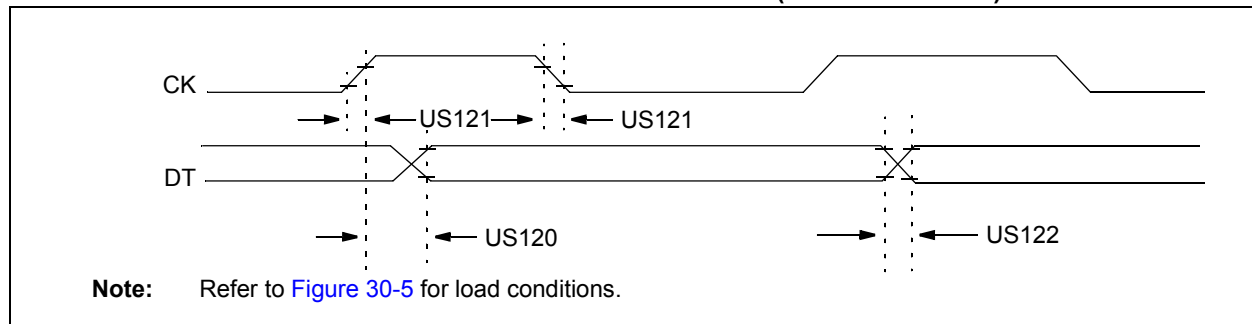 CK
US121
US121
DT
US120
US122
Note: Refer to Figure 30-5 for load conditions.